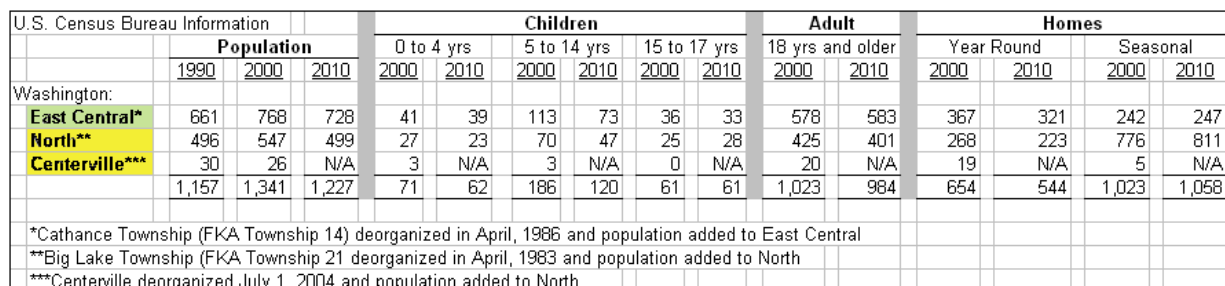 U.S. Census Bureau Information Children Adult Homes
Population 0 to 4 yrs 5 to 14 yrs 15 to 17 yrs 18 yrs and older Year Round Seasonal
1990 2000 2010 2000 2010 2000 2010 2000 2010 2000 2010 2000 2010 2000 2010
Washington:
East Central* 661 768 728 41 39 113 73 36 33 578 583 367 321 242 247
North** 496 547 499 27 23 70 47 25 28 425 401 268 223 776 811
Centerville*** 30 26 N/A 3 N/A 3 N/A 0 N/A 20 N/A 19 N/A 5 N/A
1,157 1,341 1,227 71 62 186 120 61 61 1,023 984 654 544 1,023 1,058
*Cathance Township (FKA Township 14) deorganized in April, 1986 and population added to East Central
**Big Lake Township (FKA Township 21 deorganized in April, 1983 and population added to North
***Centerville deorganized July 1, 2004 and population added to North